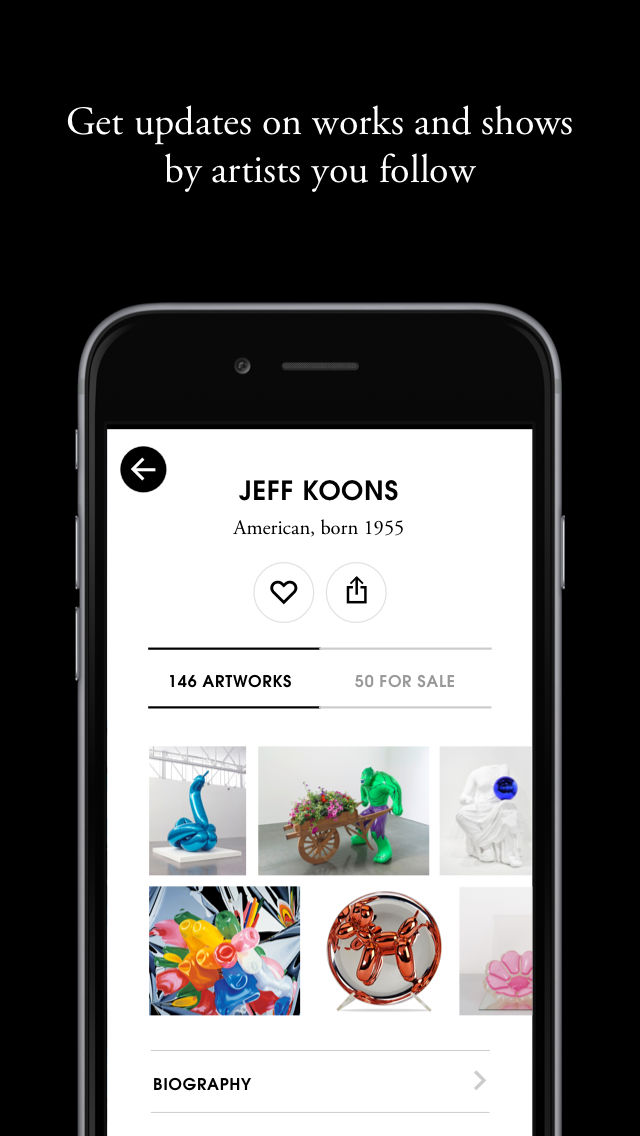 Get updates on works and shows
by artists you follow
JEFF KOONS
American, born 1955
146 ARTWORKS
50 FOR SALE
BIOGRAPHY